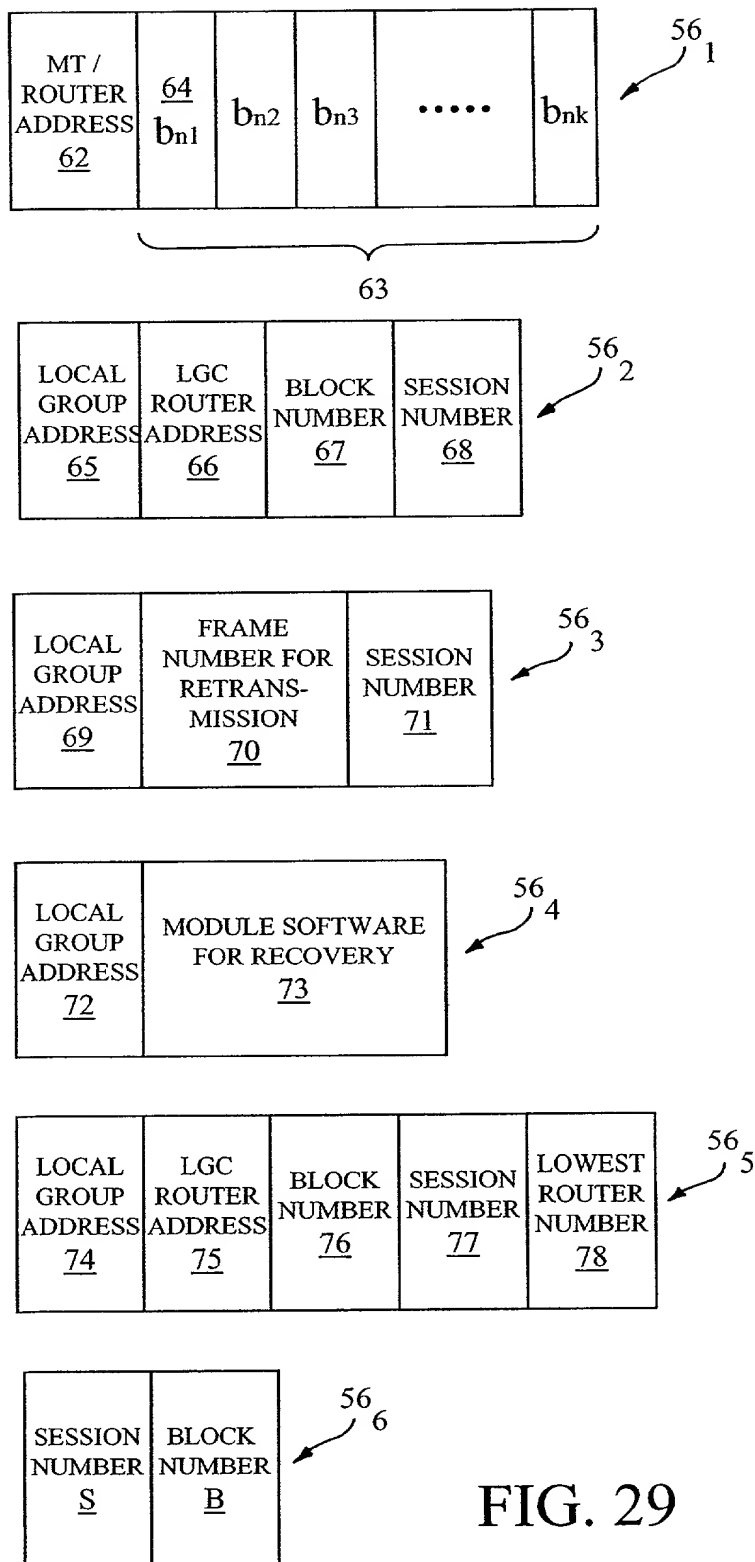 MT /
ROUTER
ADDRESS
62
64
bn1
bn2
bn3
.....
bnk
56 1
63
LOCAL
GROUP
ADDRESS
65
LGC
ROUTER
ADDRESS
66
BLOCK
NUMBER
67
SESSION
NUMBER
68
56 2
LOCAL
GROUP
ADDRESS
69
FRAME
NUMBER FOR
RETRANS-
MISSION
70
SESSION
NUMBER
71
56 3
LOCAL
GROUP
ADDRESS
72
MODULE SOFTWARE
FOR RECOVERY
73
56 4
LOCAL
GROUP
ADDRESS
74
LGC
ROUTER
ADDRESS
75
BLOCK
NUMBER
76
SESSION
NUMBER
77
LOWEST
ROUTER
NUMBER
78
56 5
SESSION
NUMBER
S
BLOCK
NUMBER
B
56 6
FIG. 29